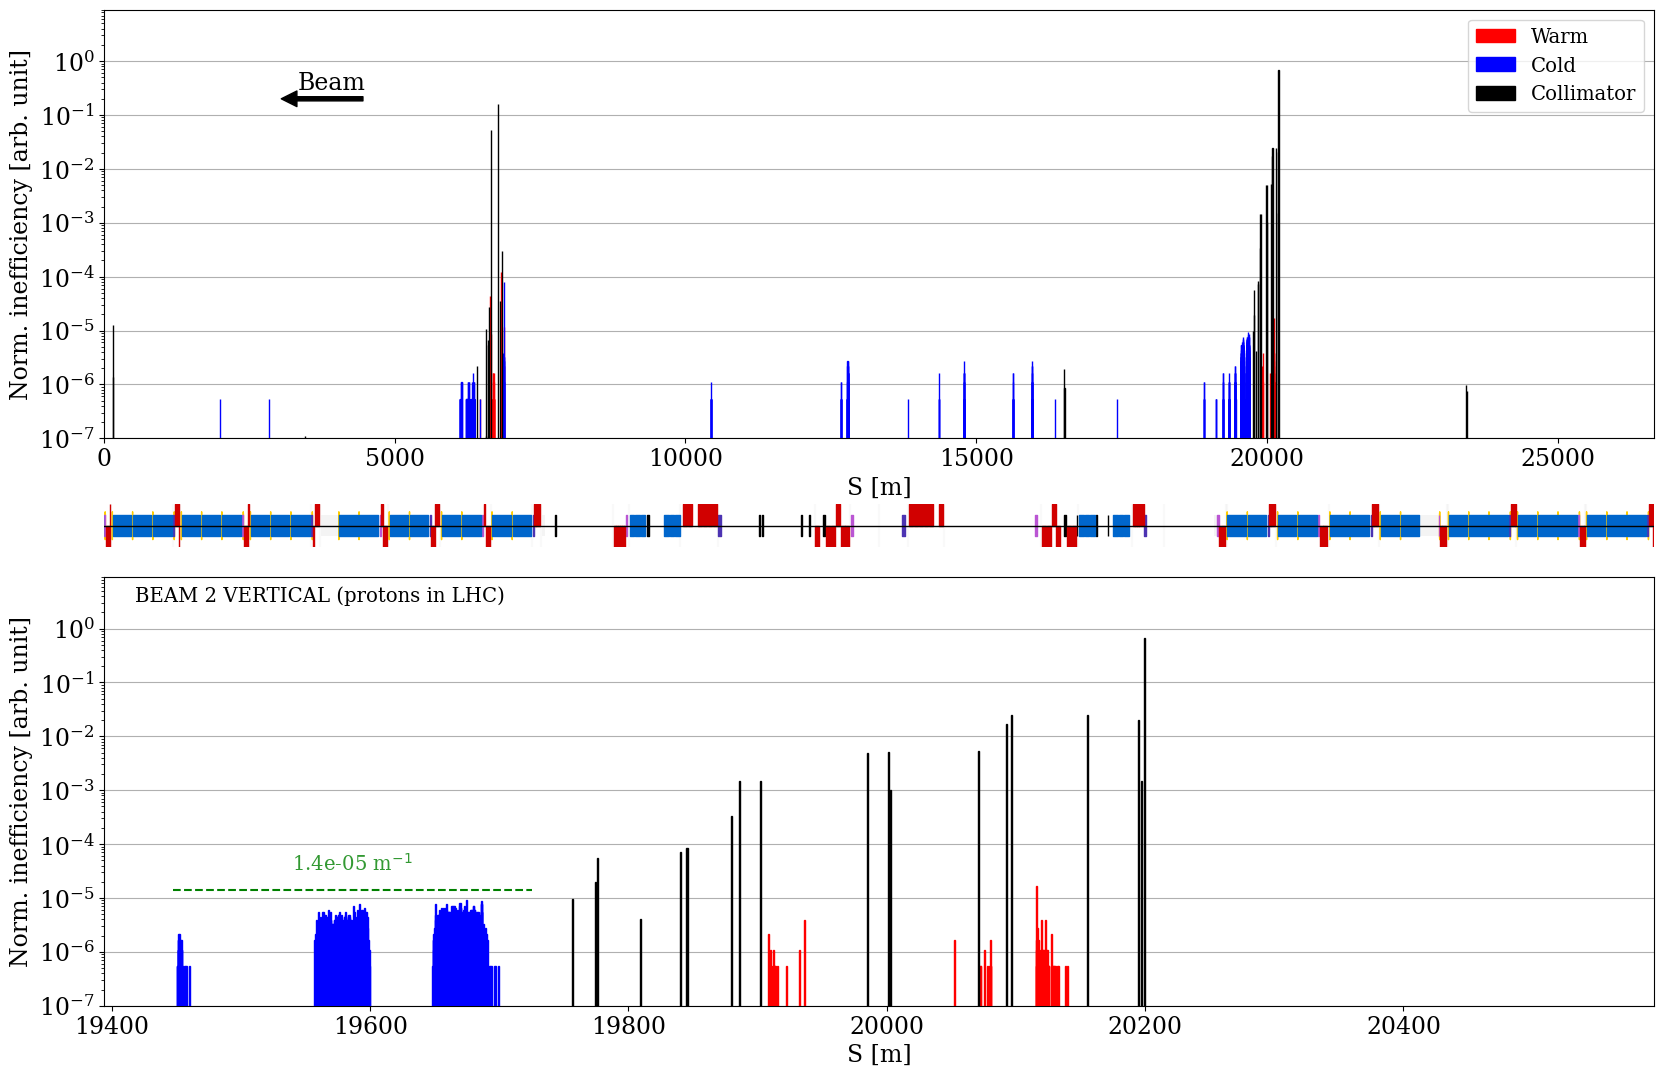 Norm. inefficiency [arb. unit]
10⁰
10⁻¹
10⁻²
10⁻³
10⁻⁴
10⁻⁵
10⁻⁶
10⁻⁷
Beam
Warm
Cold
Collimator
0 5000 10000 15000 20000 25000
S [m]
BEAM 2 VERTICAL (protons in LHC)
Norm. inefficiency [arb. unit]
10⁰
10⁻¹
10⁻²
10⁻³
10⁻⁴
10⁻⁵
10⁻⁶
10⁻⁷
1.4e-05 m⁻¹
19400 19600 19800 20000 20200 20400
S [m]